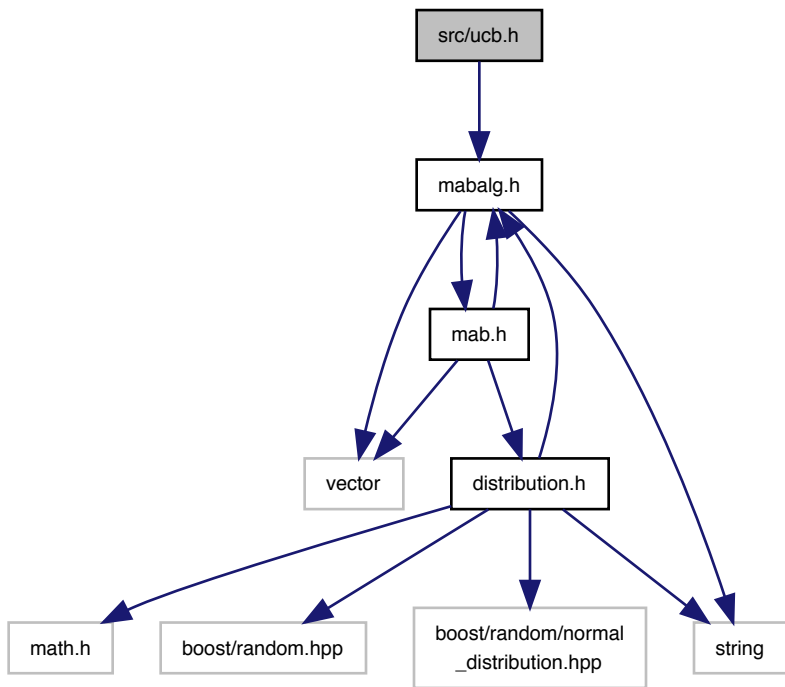 src/ucb.h
mabalg.h
mab.h
vector
distribution.h
math.h
boost/random.hpp
boost/random/normal
_distribution.hpp
string